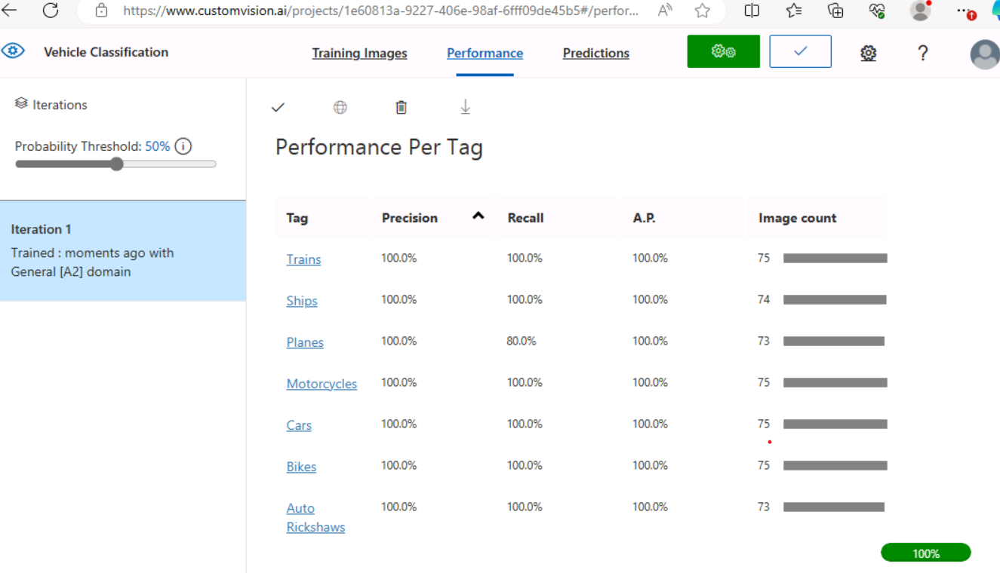 https://www.customvision.ai/projects/1e60813a-9227-406e-98af-6fff09de45b5#/perfor...
Vehicle Classification
Training Images
Performance
Predictions
?
Iterations
Probability Threshold: 50%
Performance Per Tag
Tag Precision Recall A.P. Image count
Iteration 1
Trained : moments ago with
General [A2] domain
Trains 100.0% 100.0% 100.0% 75
Ships 100.0% 100.0% 100.0% 74
Planes 100.0% 80.0% 100.0% 73
Motorcycles 100.0% 100.0% 100.0% 75
Cars 100.0% 100.0% 100.0% 75
Bikes 100.0% 100.0% 100.0% 75
Auto 100.0% 100.0% 100.0% 73
Rickshaws
100%